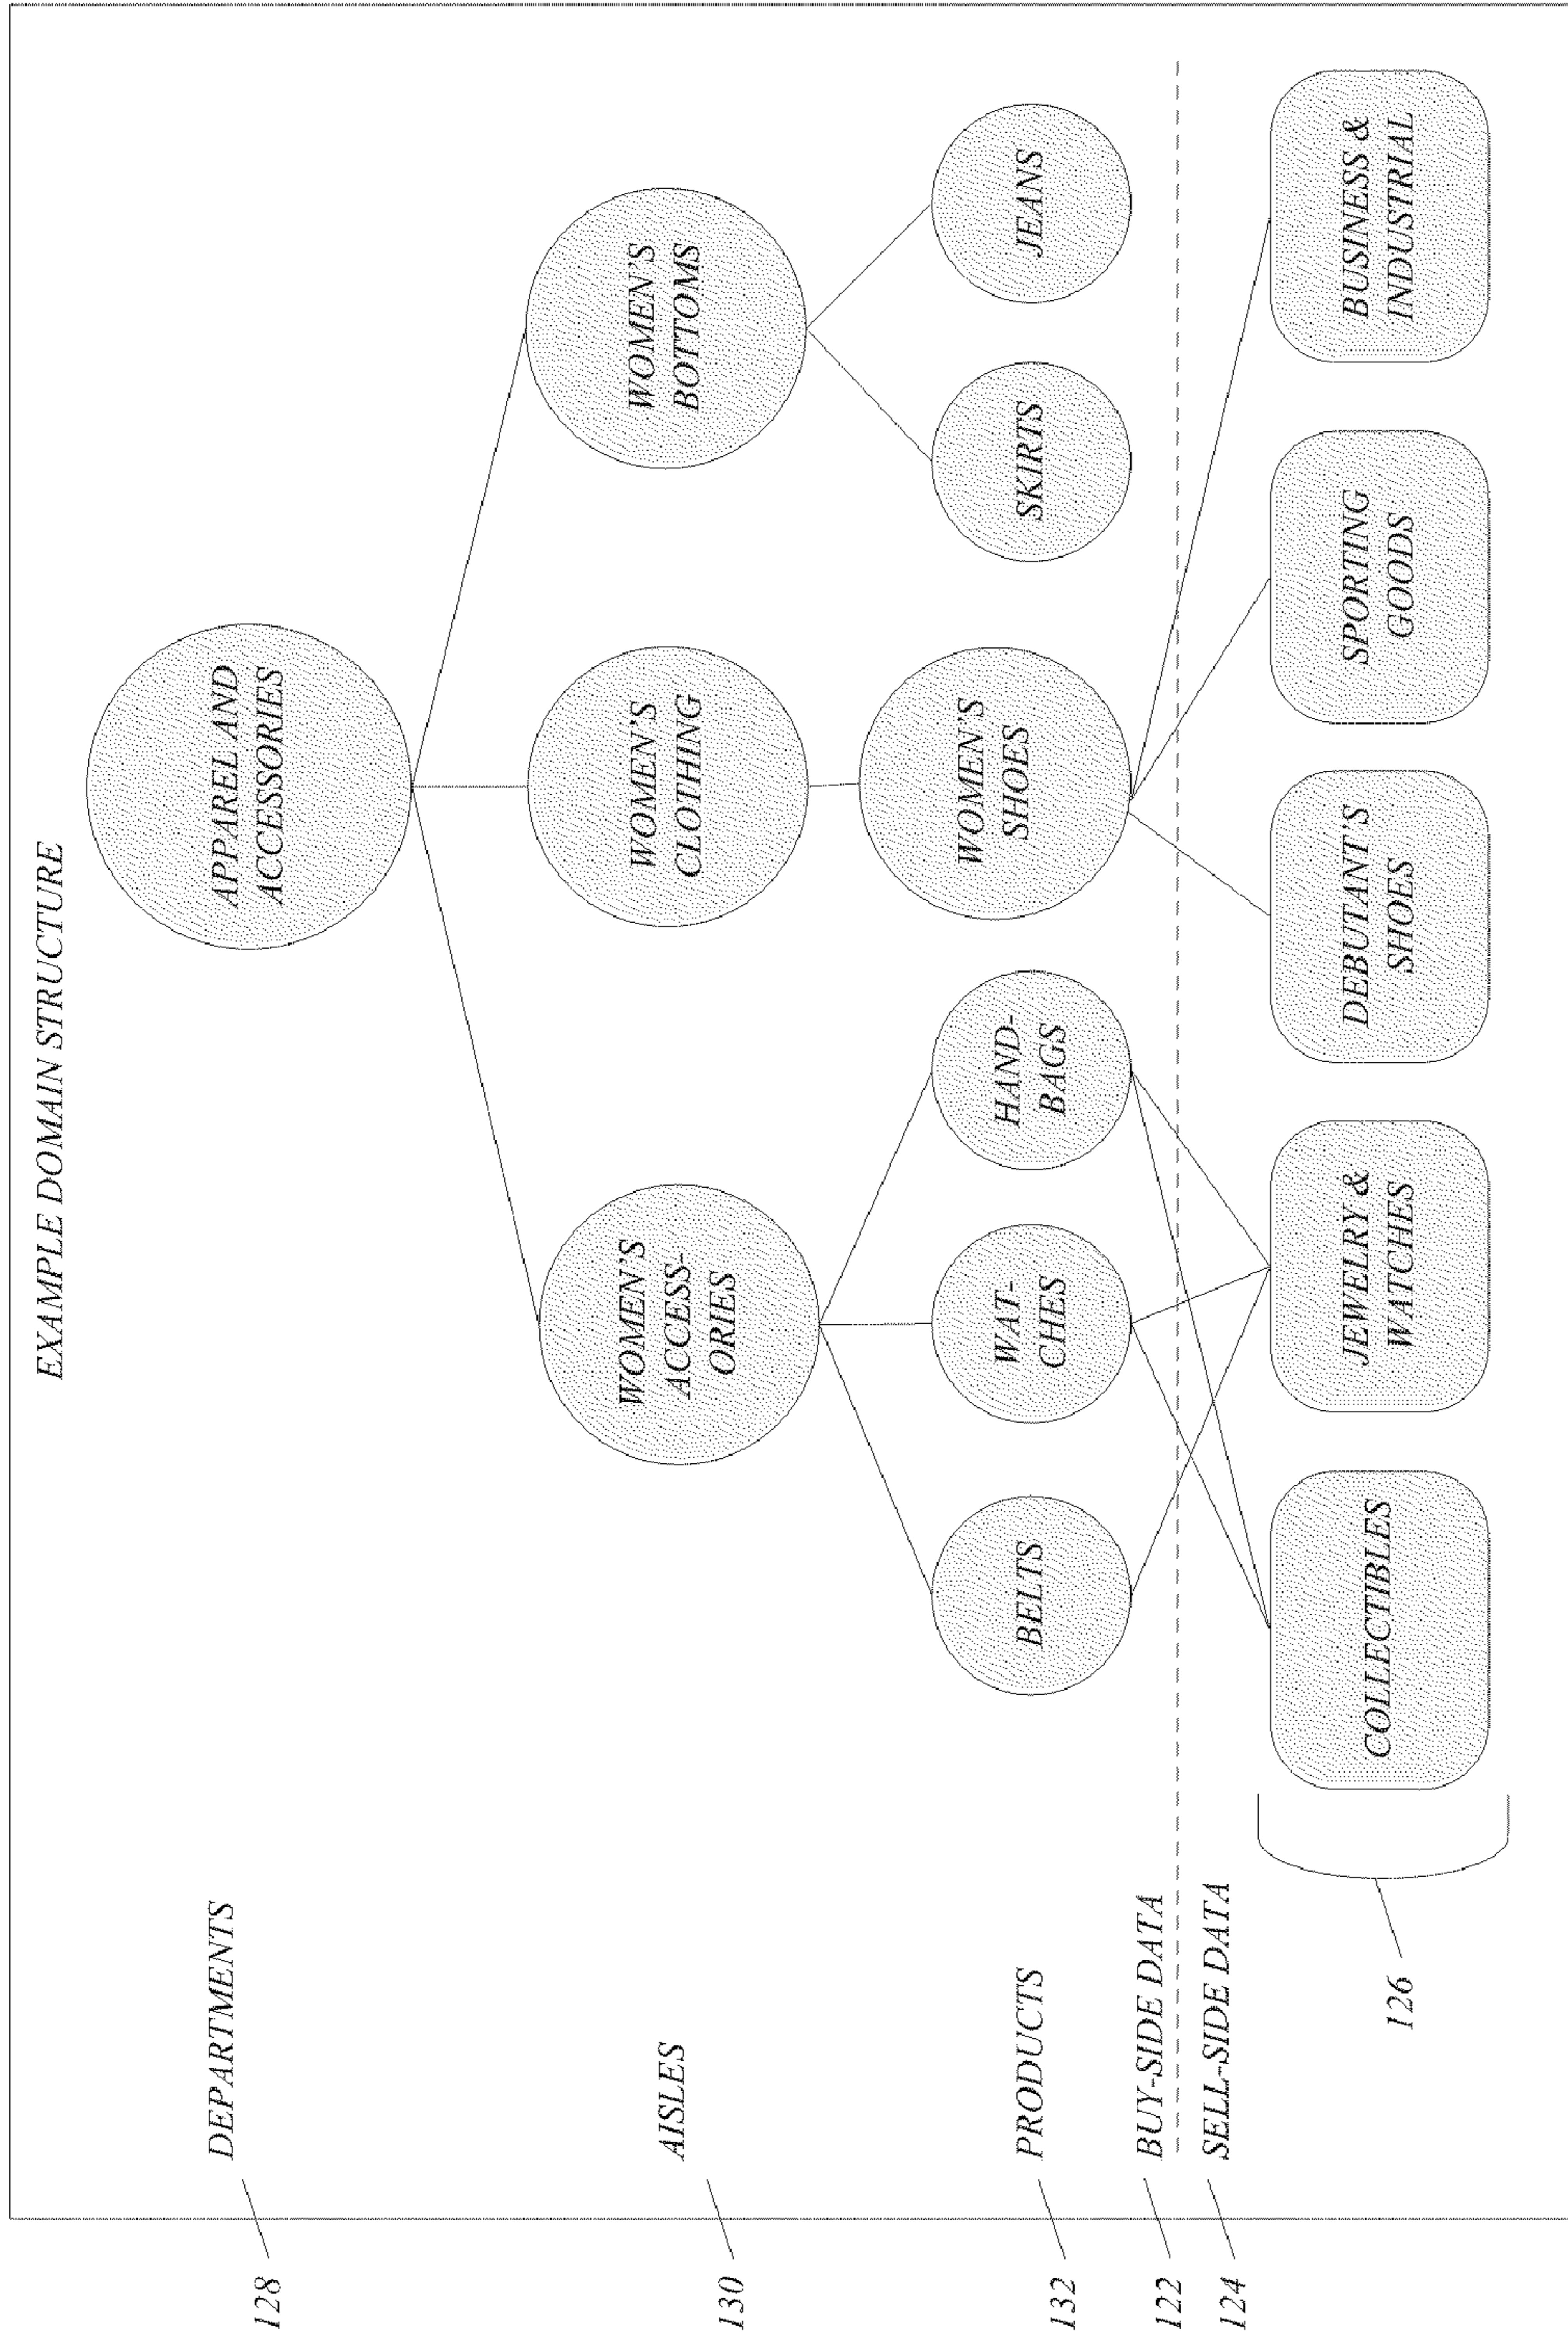 EXAMPLE DOMAIN STRUCTURE
128
DEPARTMENTS
APPAREL AND
ACCESSORIES
130
AISLES
WOMEN'S
ACCESS-
ORIES
WOMEN'S
CLOTHING
WOMEN'S
BOTTOMS
132
PRODUCTS
BELTS
WAT-
CHES
HAND-
BAGS
WOMEN'S
SHOES
SKIRTS
JEANS
122
BUY-SIDE DATA
124
SELL-SIDE DATA
126
COLLECTIBLES
JEWELRY &
WATCHES
DEBUTANT'S
SHOES
SPORTING
GOODS
BUSINESS &
INDUSTRIAL